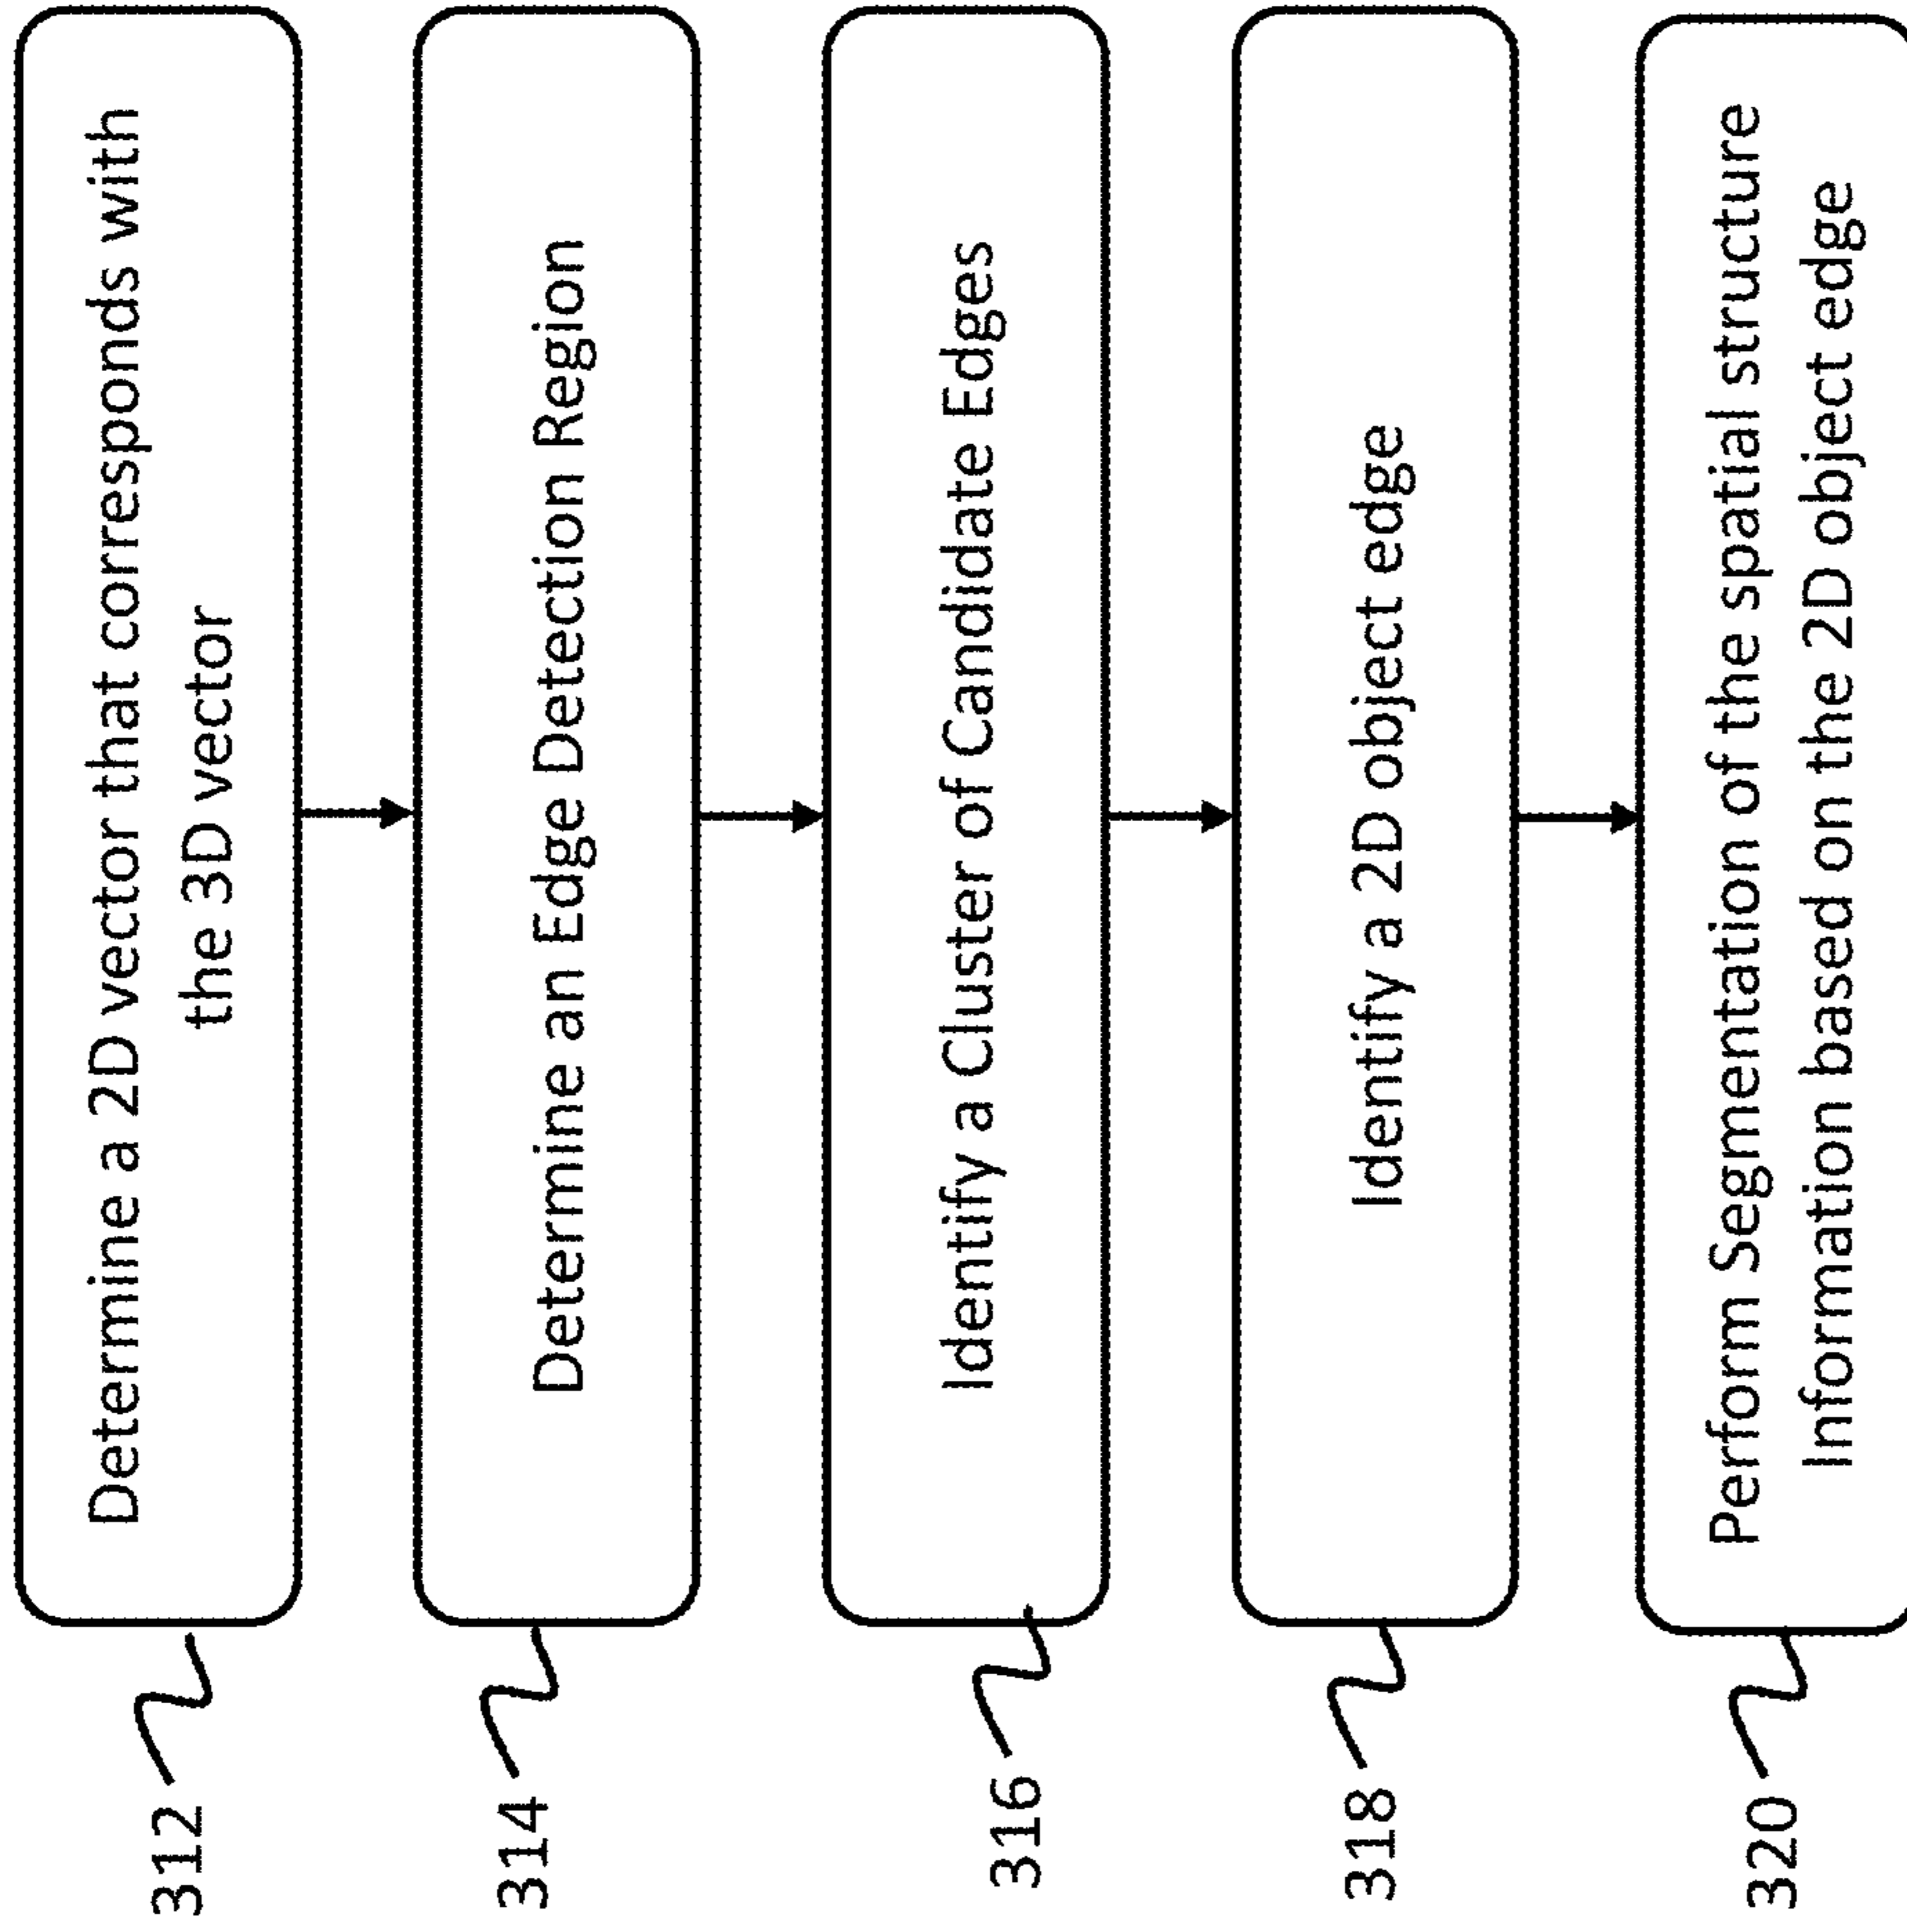 312
Determine a 2D vector that corresponds with
the 3D vector
314
Determine an Edge Detection Region
316
Identify a Cluster of Candidate Edges
318
Identify a 2D object edge
320
Perform Segmentation of the spatial structure
Information based on the 2D object edge